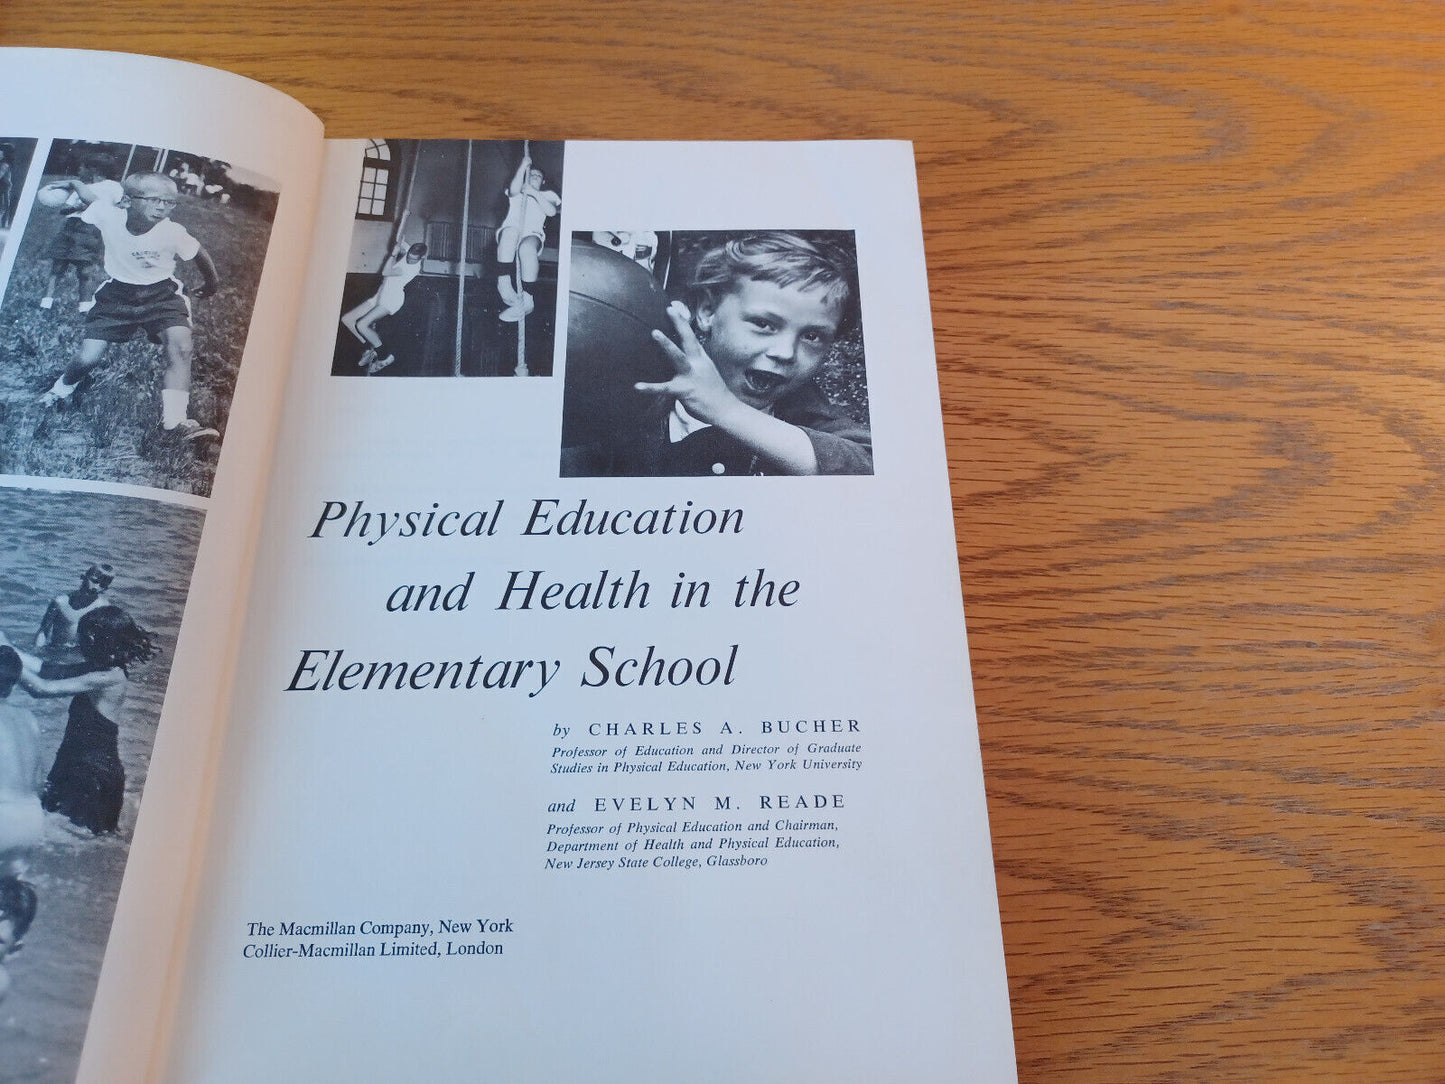 Physical Education
and Health in the
Elementary School
by CHARLES A. BUCHER
Professor of Education and Director of Graduate
Studies in Physical Education, New York University
and EVELYN M. READE
Professor of Physical Education and Chairman,
Department of Health and Physical Education,
New Jersey State College, Glassboro
The Macmillan Company, New York
Collier-Macmillan Limited, London